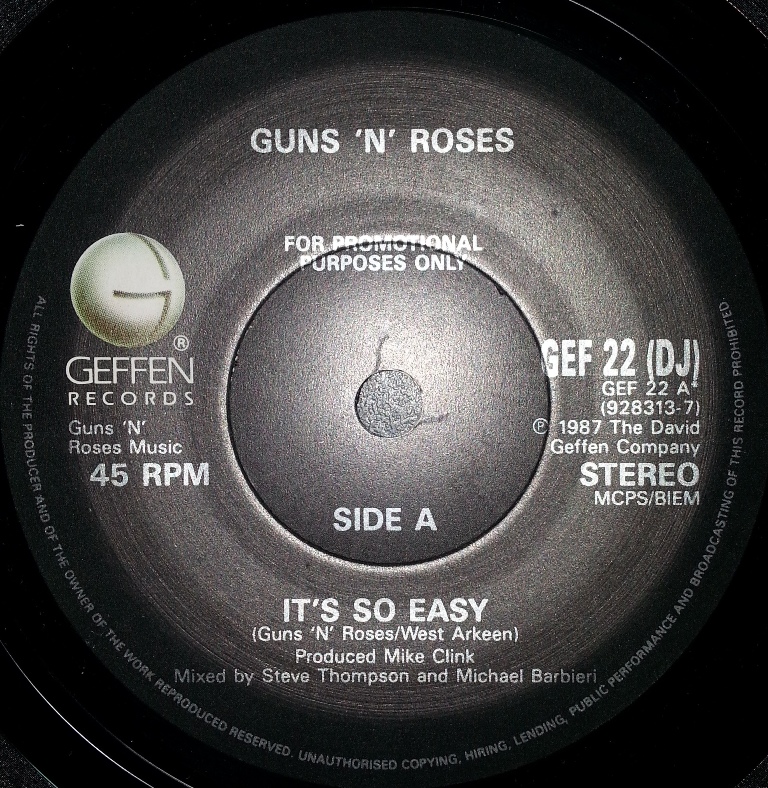 GUNS 'N' ROSES
FOR PROMOTIONAL
PURPOSES ONLY
G
®
GEFFEN
RECORDS
Guns 'N'
Roses Music
45 RPM
GEF 22 (DJ)
GEF 22 A*
(928313-7)
℗ 1987 The David
Geffen Company
STEREO
MCPS/BIEM
SIDE A
IT'S SO EASY
(Guns 'N' Roses/West Arkeen)
Produced Mike Clink
Mixed by Steve Thompson and Michael Barbieri
ALL RIGHTS OF THE PRODUCER AND OF THE OWNER OF THE WORK REPRODUCED RESERVED. UNAUTHORISED COPYING, HIRING, LENDING, PUBLIC PERFORMANCE AND BROADCASTING OF THIS RECORD PROHIBITED.